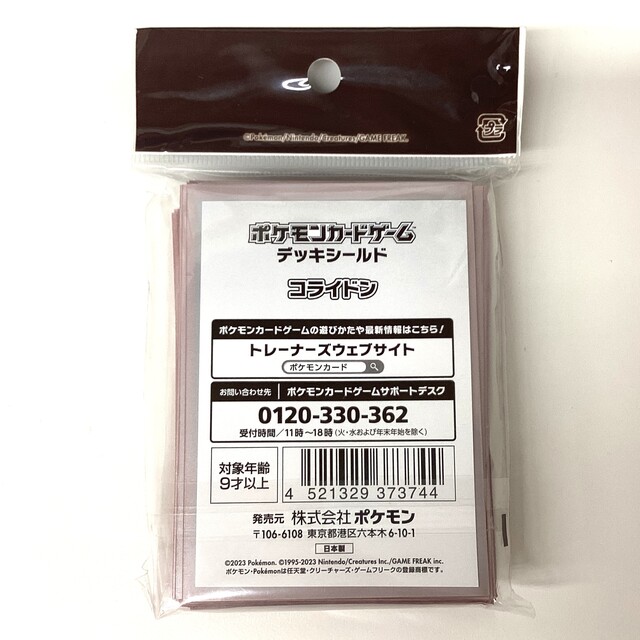 ©Pokémon/Nintendo/Creatures/GAME FREAK.
プラ
ポケモンカードゲーム
デッキシールド
コライドン
ポケモンカードゲームの遊びかたや最新情報はこちら!
トレーナーズウェブサイト
ポケモンカード
お問い合わせ先 ポケモンカードゲームサポートデスク
0120-330-362
受付時間/11時~18時(火・水および年末年始を除く)
対象年齢
9才以上
4 521329 373744
発売元 株式会社ポケモン
〒106-6108 東京都港区六本木6-10-1
日本製
©2023 Pokémon. ©1995-2023 Nintendo/Creatures Inc./GAME FREAK inc.
ポケモン・Pokémonは任天堂・クリーチャーズ・ゲームフリークの登録商標です。